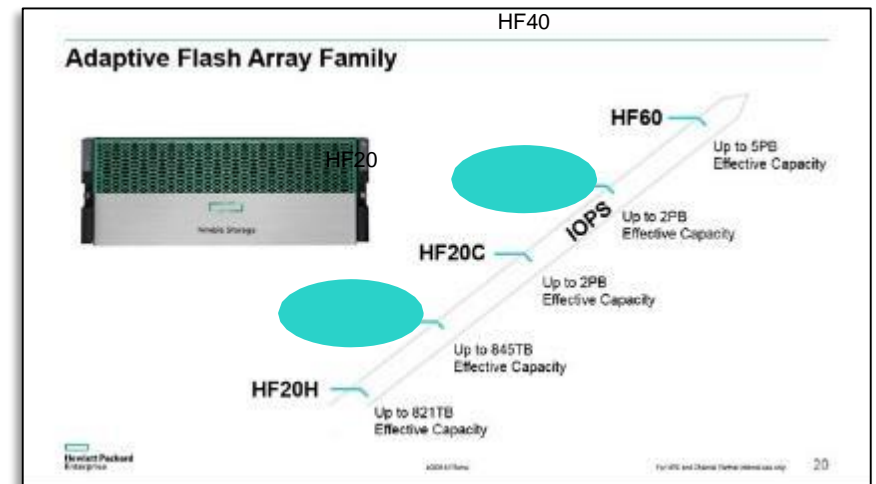 HF40
Adaptive Flash Array Family
HF60
Up to 5PB
Effective Capacity
HF20
IOPS
Up to 2PB
Effective Capacity
HF20C
Up to 2PB
Effective Capacity
Nimble Storage
Up to 845TB
Effective Capacity
HF20H
Up to 821TB
Effective Capacity
Hewlett Packard
Enterprise
20